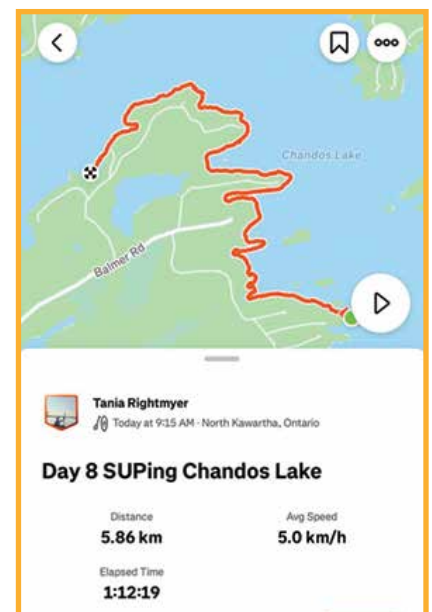 Chandos Lake
Balmer Rd
Tania Rightmyer
Today at 9:15 AM · North Kawartha, Ontario
Day 8 SUPing Chandos Lake
Distance
Avg Speed
5.86 km
5.0 km/h
Elapsed Time
1:12:19